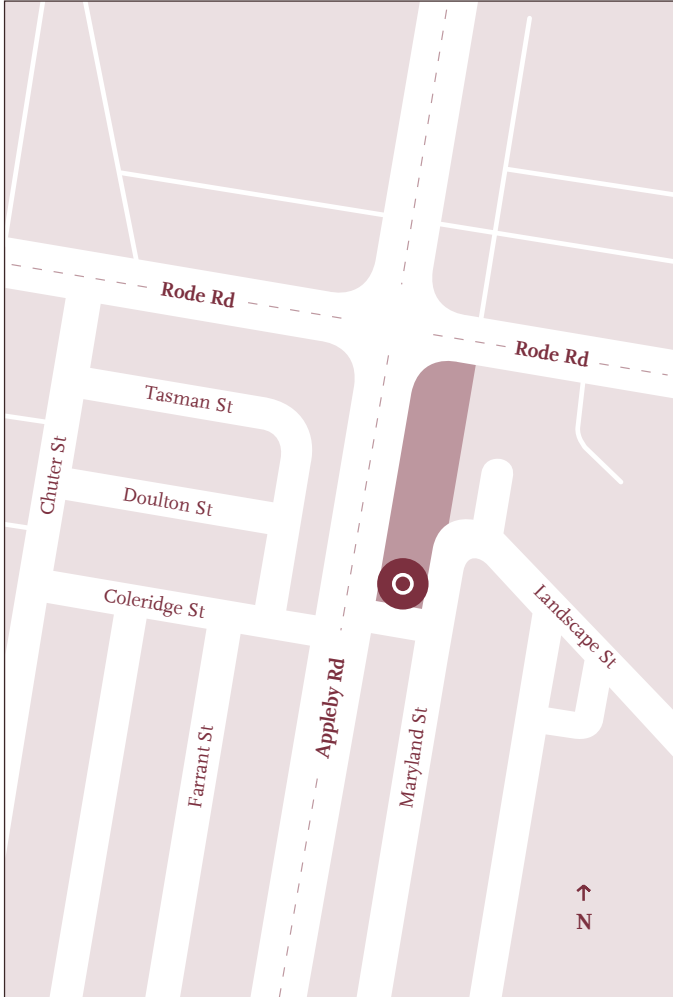 Rode Rd
Rode Rd
Tasman St
Chuter St
Doulton St
Coleridge St
Landscape St
Appleby Rd
Maryland St
Farrant St
N